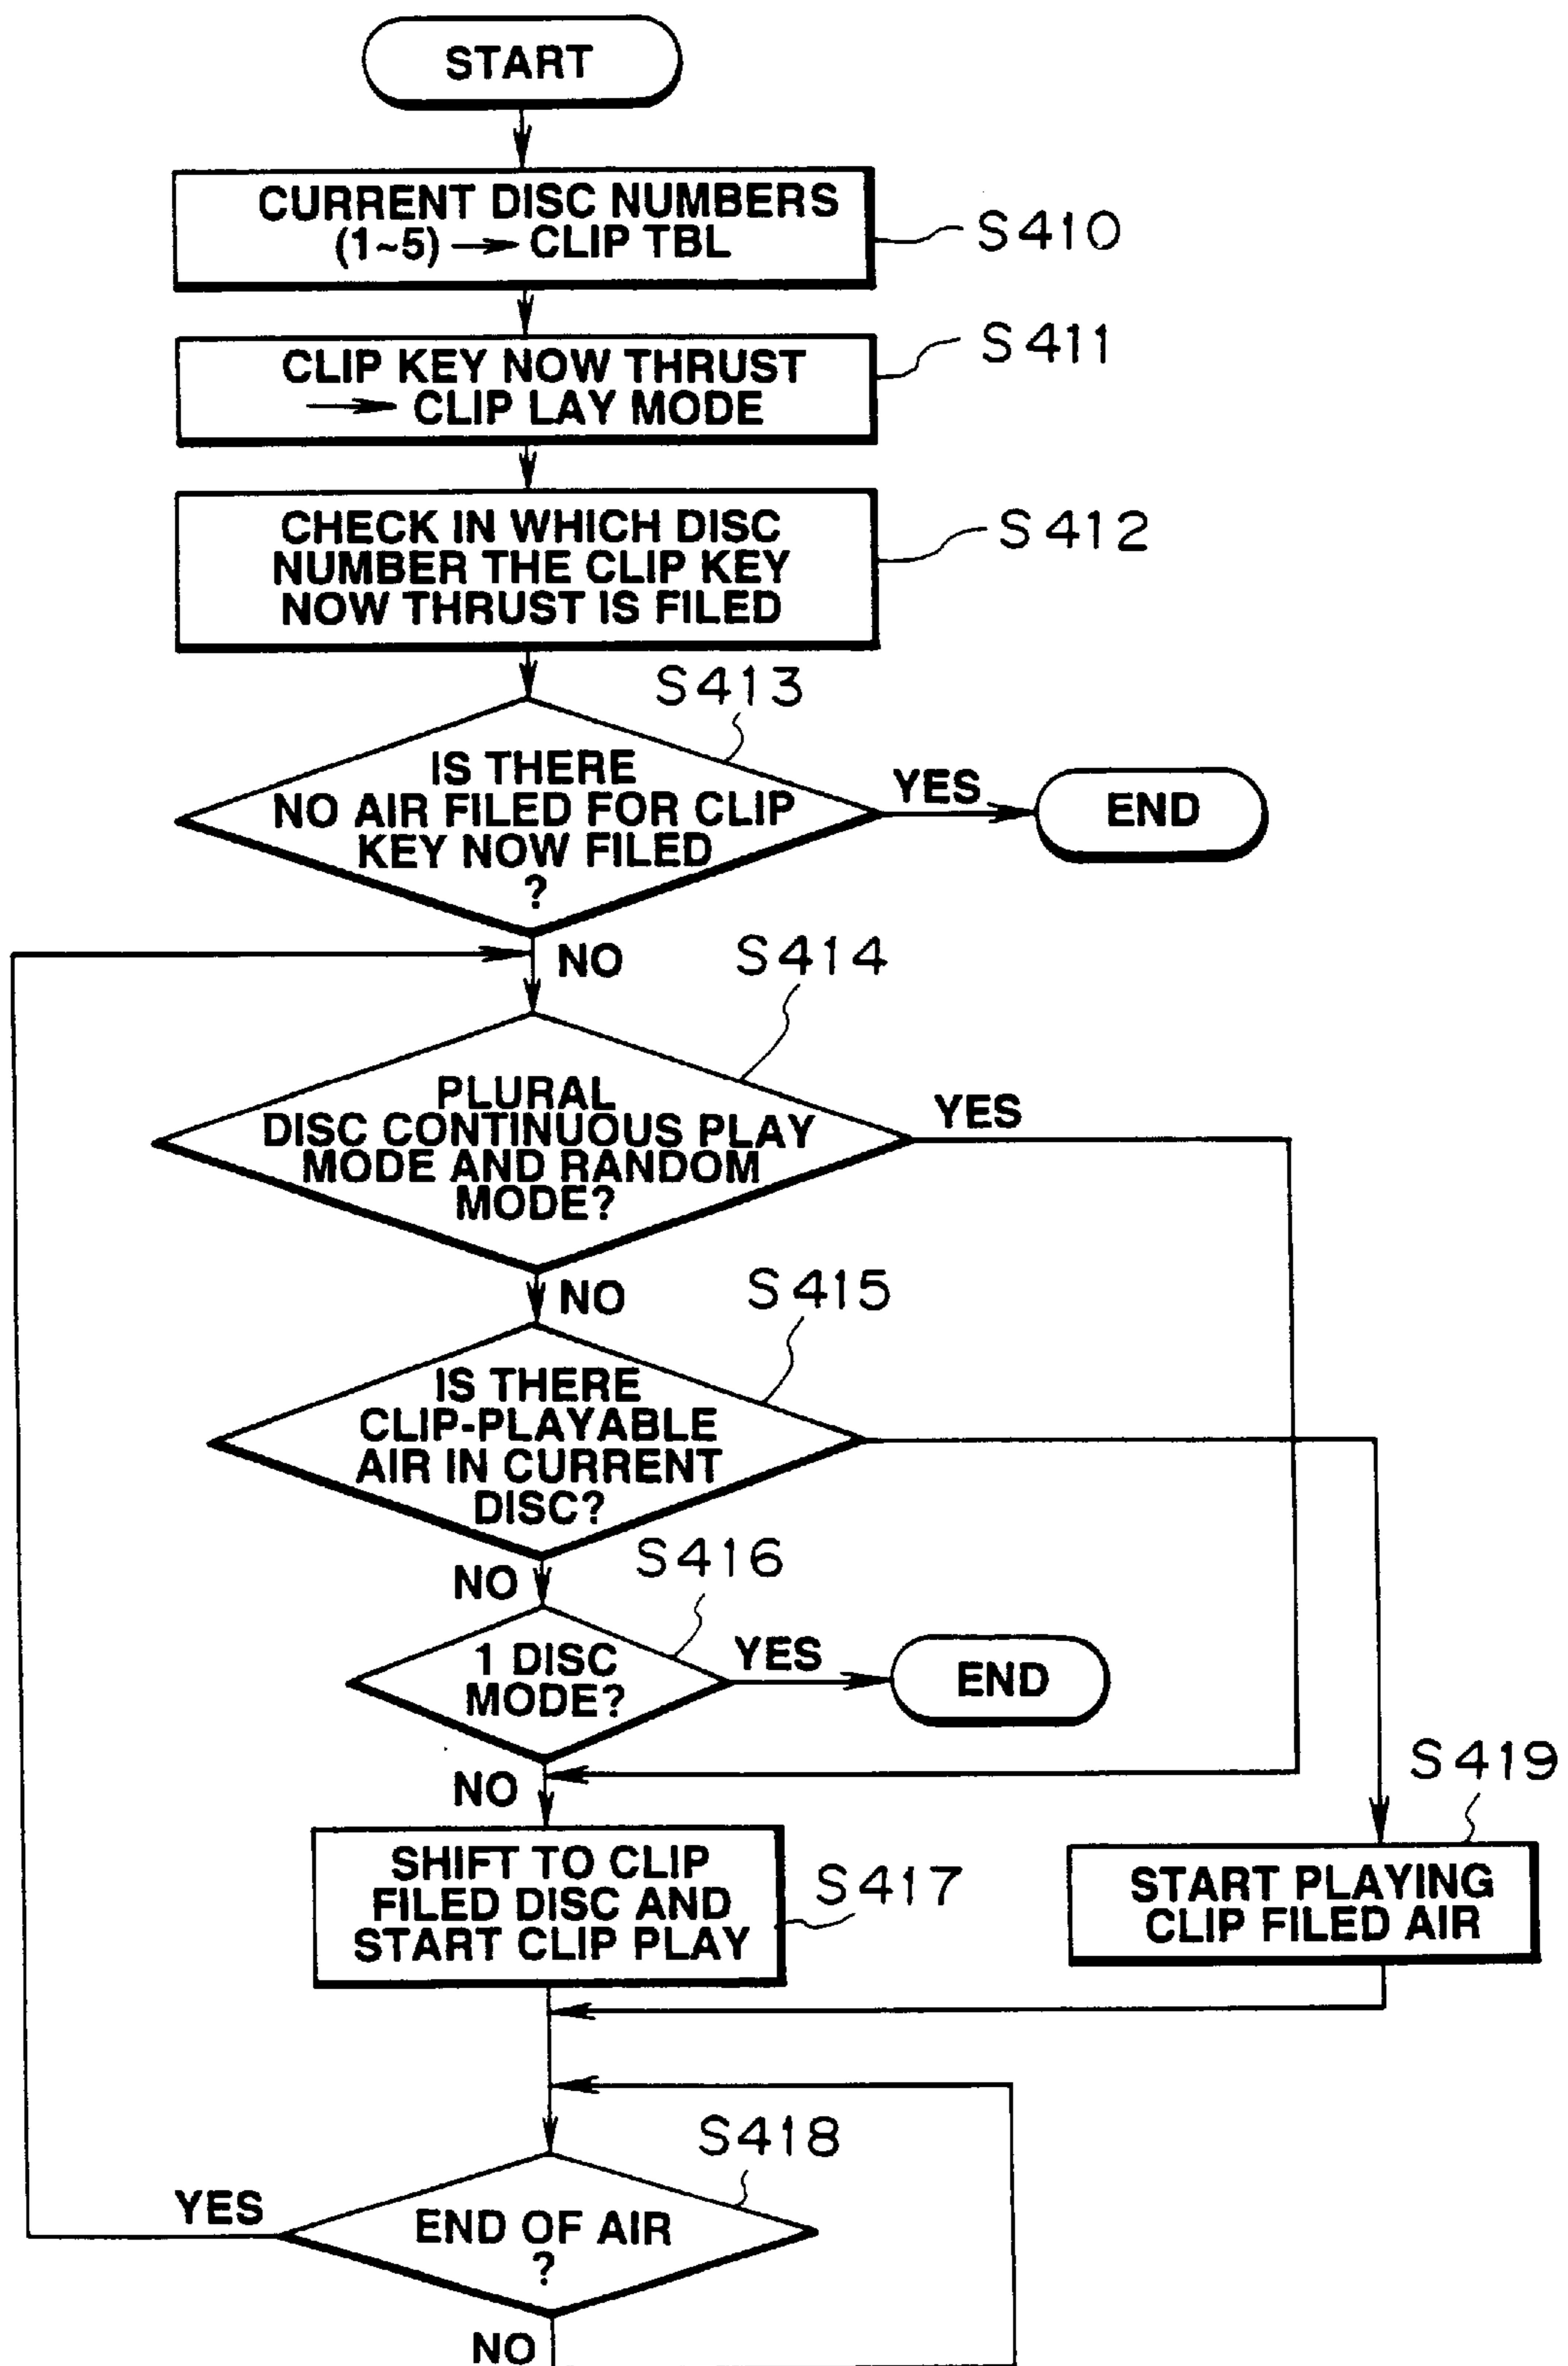 START
CURRENT DISC NUMBERS
(1~5) → CLIP TBL
S410
CLIP KEY NOW THRUST
→ CLIP LAY MODE
S411
CHECK IN WHICH DISC
NUMBER THE CLIP KEY
NOW THRUST IS FILED
S412
S413
IS THERE
NO AIR FILED FOR CLIP
KEY NOW FILED
?
YES
END
NO
S414
PLURAL
DISC CONTINUOUS PLAY
MODE AND RANDOM
MODE?
YES
NO
S415
IS THERE
CLIP-PLAYABLE
AIR IN CURRENT
DISC?
NO
S416
1 DISC
MODE?
YES
END
NO
S419
SHIFT TO CLIP
FILED DISC AND
START CLIP PLAY
S417
START PLAYING
CLIP FILED AIR
S418
YES
END OF AIR
?
NO